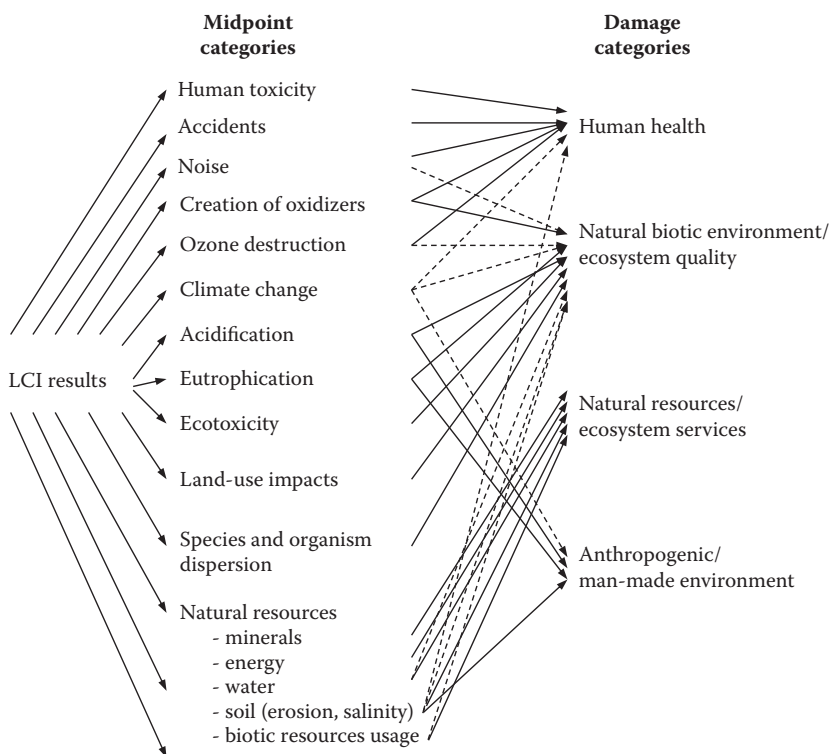 Midpoint
categories
Damage
categories
Human toxicity
Accidents
Noise
Creation of oxidizers
Ozone destruction
Climate change
Acidification
LCI results
Eutrophication
Ecotoxicity
Land-use impacts
Species and organism
dispersion
Natural resources
- minerals
- energy
- water
- soil (erosion, salinity)
- biotic resources usage
Human health
Natural biotic environment/
ecosystem quality
Natural resources/
ecosystem services
Anthropogenic/
man-made environment